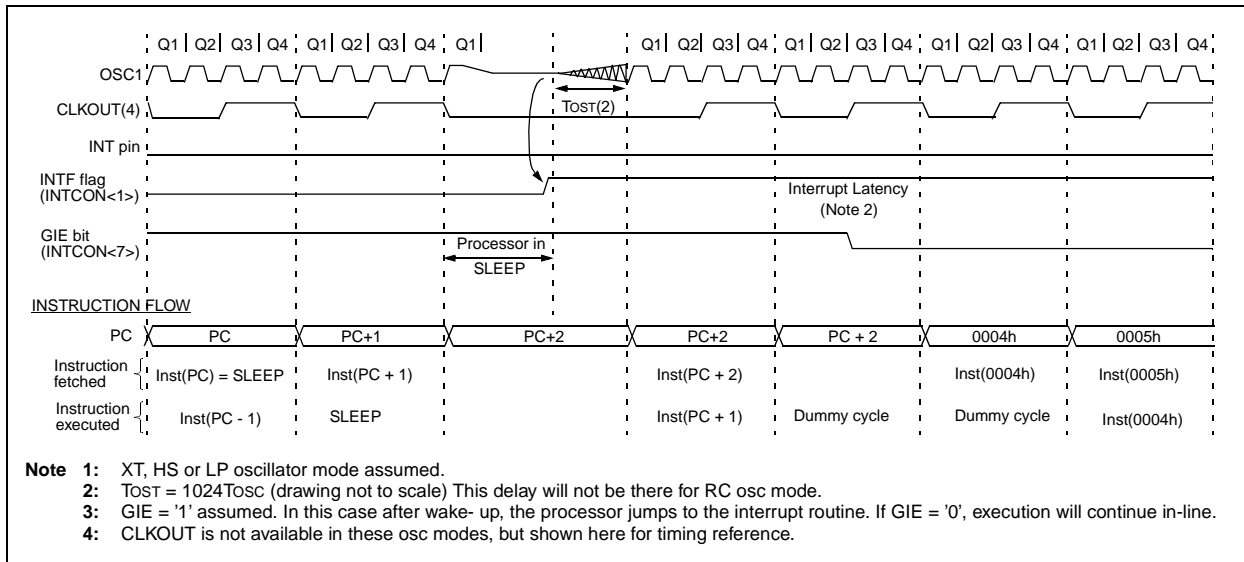 Q1 Q2 Q3 Q4 Q1 Q2 Q3 Q4 Q1 Q1 Q2 Q3 Q4 Q1 Q2 Q3 Q4 Q1 Q2 Q3 Q4 Q1 Q2 Q3 Q4
OSC1
TOST(2)
CLKOUT(4)
INT pin
INTF flag
(INTCON<1>)
Interrupt Latency
(Note 2)
GIE bit
(INTCON<7>)
Processor in
SLEEP
INSTRUCTION FLOW
PC PC PC+1 PC+2 PC+2 PC + 2 0004h 0005h
Instruction
fetched
Inst(PC) = SLEEP Inst(PC + 1) Inst(PC + 2) Inst(0004h) Inst(0005h)
Instruction
executed
Inst(PC - 1) SLEEP Inst(PC + 1) Dummy cycle Dummy cycle Inst(0004h)
Note 1: XT, HS or LP oscillator mode assumed.
2: TOST = 1024TOSC (drawing not to scale) This delay will not be there for RC osc mode.
3: GIE = '1' assumed. In this case after wake- up, the processor jumps to the interrupt routine. If GIE = '0', execution will continue in-line.
4: CLKOUT is not available in these osc modes, but shown here for timing reference.